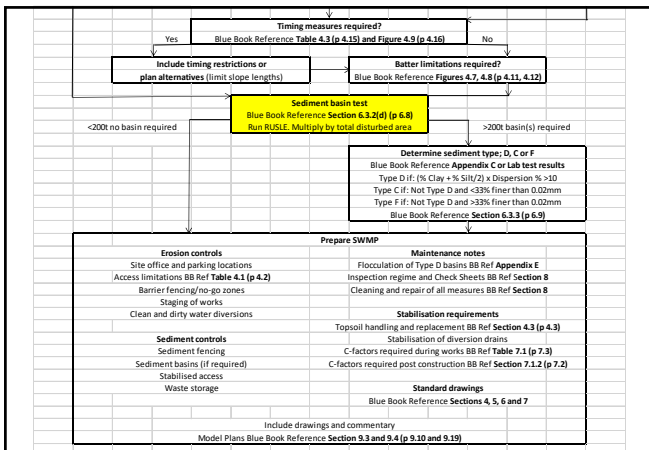 Timing measures required?
Yes
Blue Book Reference Table 4.3 (p 4.15) and Figure 4.9 (p 4.16)
No
Include timing restrictions or
plan alternatives (limit slope lengths)
Batter limitations required?
Blue Book Reference Figures 4.7, 4.8 (p 4.11, 4.12)
Sediment basin test
Blue Book Reference Section 6.3.2(d) (p 6.8)
Run RUSLE. Multiply by total disturbed area
<200t no basin required
>200t basin(s) required
Determine sediment type; D, C or F
Blue Book Reference Appendix C or Lab test results
Type D if: (% Clay + % Silt/2) x Dispersion % >10
Type C if: Not Type D and <33% finer than 0.02mm
Type F if: Not Type D and >33% finer than 0.02mm
Blue Book Reference Section 6.3.3 (p 6.9)
Prepare SWMP
Erosion controls
Site office and parking locations
Access limitations BB Ref Table 4.1 (p 4.2)
Barrier fencing/no-go zones
Staging of works
Clean and dirty water diversions
Sediment controls
Sediment fencing
Sediment basins (if required)
Stabilised access
Waste storage
Maintenance notes
Flocculation of Type D basins BB Ref Appendix E
Inspection regime and Check Sheets BB Ref Section 8
Cleaning and repair of all measures BB Ref Section 8
Stabilisation requirements
Topsoil handling and replacement BB Ref Section 4.3 (p 4.3)
Stabilisation of diversion drains
C-factors required during works BB Ref Table 7.1 (p 7.3)
C-factors required post construction BB Ref Section 7.1.2 (p 7.2)
Standard drawings
Blue Book Reference Sections 4, 5, 6 and 7
Include drawings and commentary
Model Plans Blue Book Reference Section 9.3 and 9.4 (p 9.10 and 9.19)